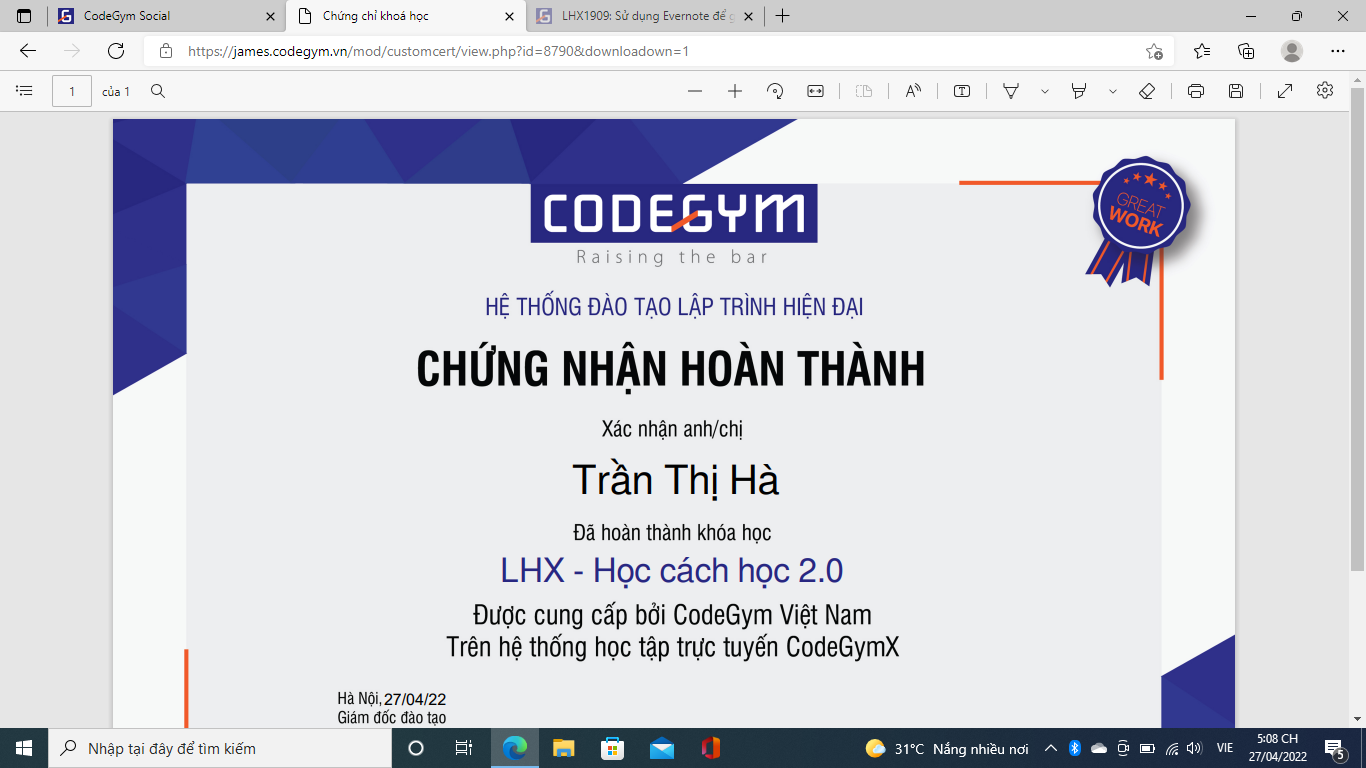 CodeGym Social
Chứng chỉ khoá học
LHX1909: Sử dụng Evernote để g
https://james.codegym.vn/mod/customcert/view.php?id=8790&downloadown=1
1 của 1
CODEGYM
Raising the bar
GREAT
WORK
HỆ THỐNG ĐÀO TẠO LẬP TRÌNH HIỆN ĐẠI
CHỨNG NHẬN HOÀN THÀNH
Xác nhận anh/chị
Trần Thị Hà
Đã hoàn thành khóa học
LHX - Học cách học 2.0
Được cung cấp bởi CodeGym Việt Nam
Trên hệ thống học tập trực tuyến CodeGymX
Hà Nội, 27/04/22
Giám đốc đào tạo
Nhập tại đây để tìm kiếm
31°C Nắng nhiều nơi
VIE
5:08 CH
27/04/2022
5